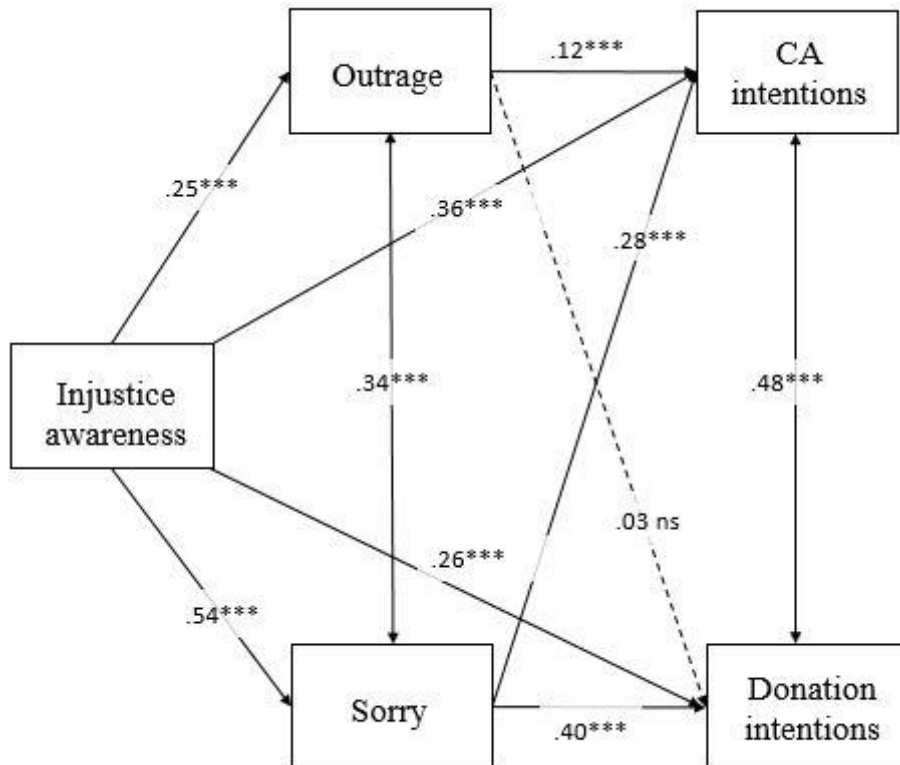 Outrage
.12***
CA
intentions
.25***
.36***
.28***
Injustice
awareness
.34***
.48***
.03 ns
.26***
.54***
Sorry
.40***
Donation
intentions